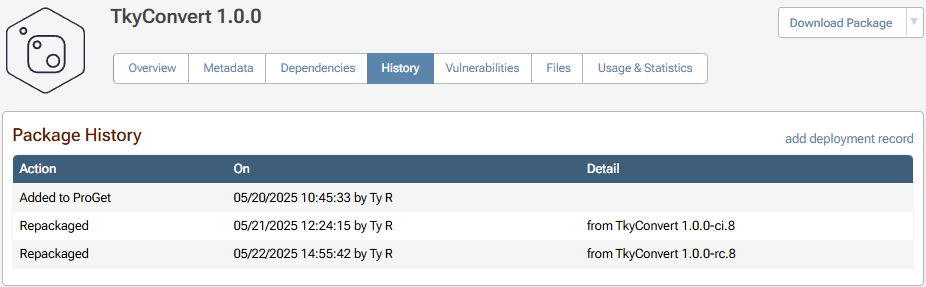 TkyConvert 1.0.0
Download Package
Overview Metadata Dependencies History Vulnerabilities Files Usage & Statistics
Package History
add deployment record
Action On Detail
Added to ProGet 05/20/2025 10:45:33 by Ty R
Repackaged 05/21/2025 12:24:15 by Ty R from TkyConvert 1.0.0-ci.8
Repackaged 05/22/2025 14:55:42 by Ty R from TkyConvert 1.0.0-rc.8